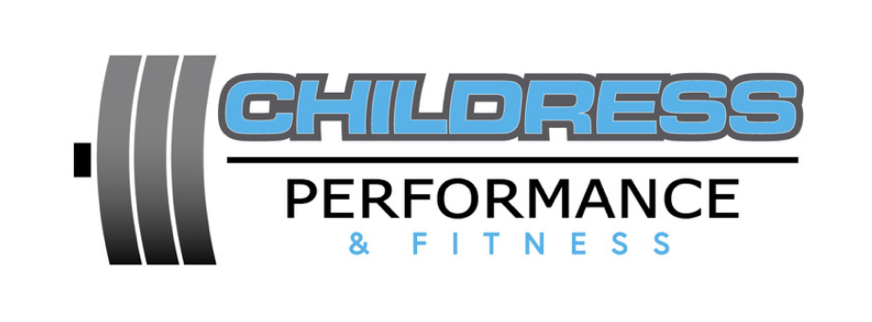 CHILDRESS
PERFORMANCE
& FITNESS